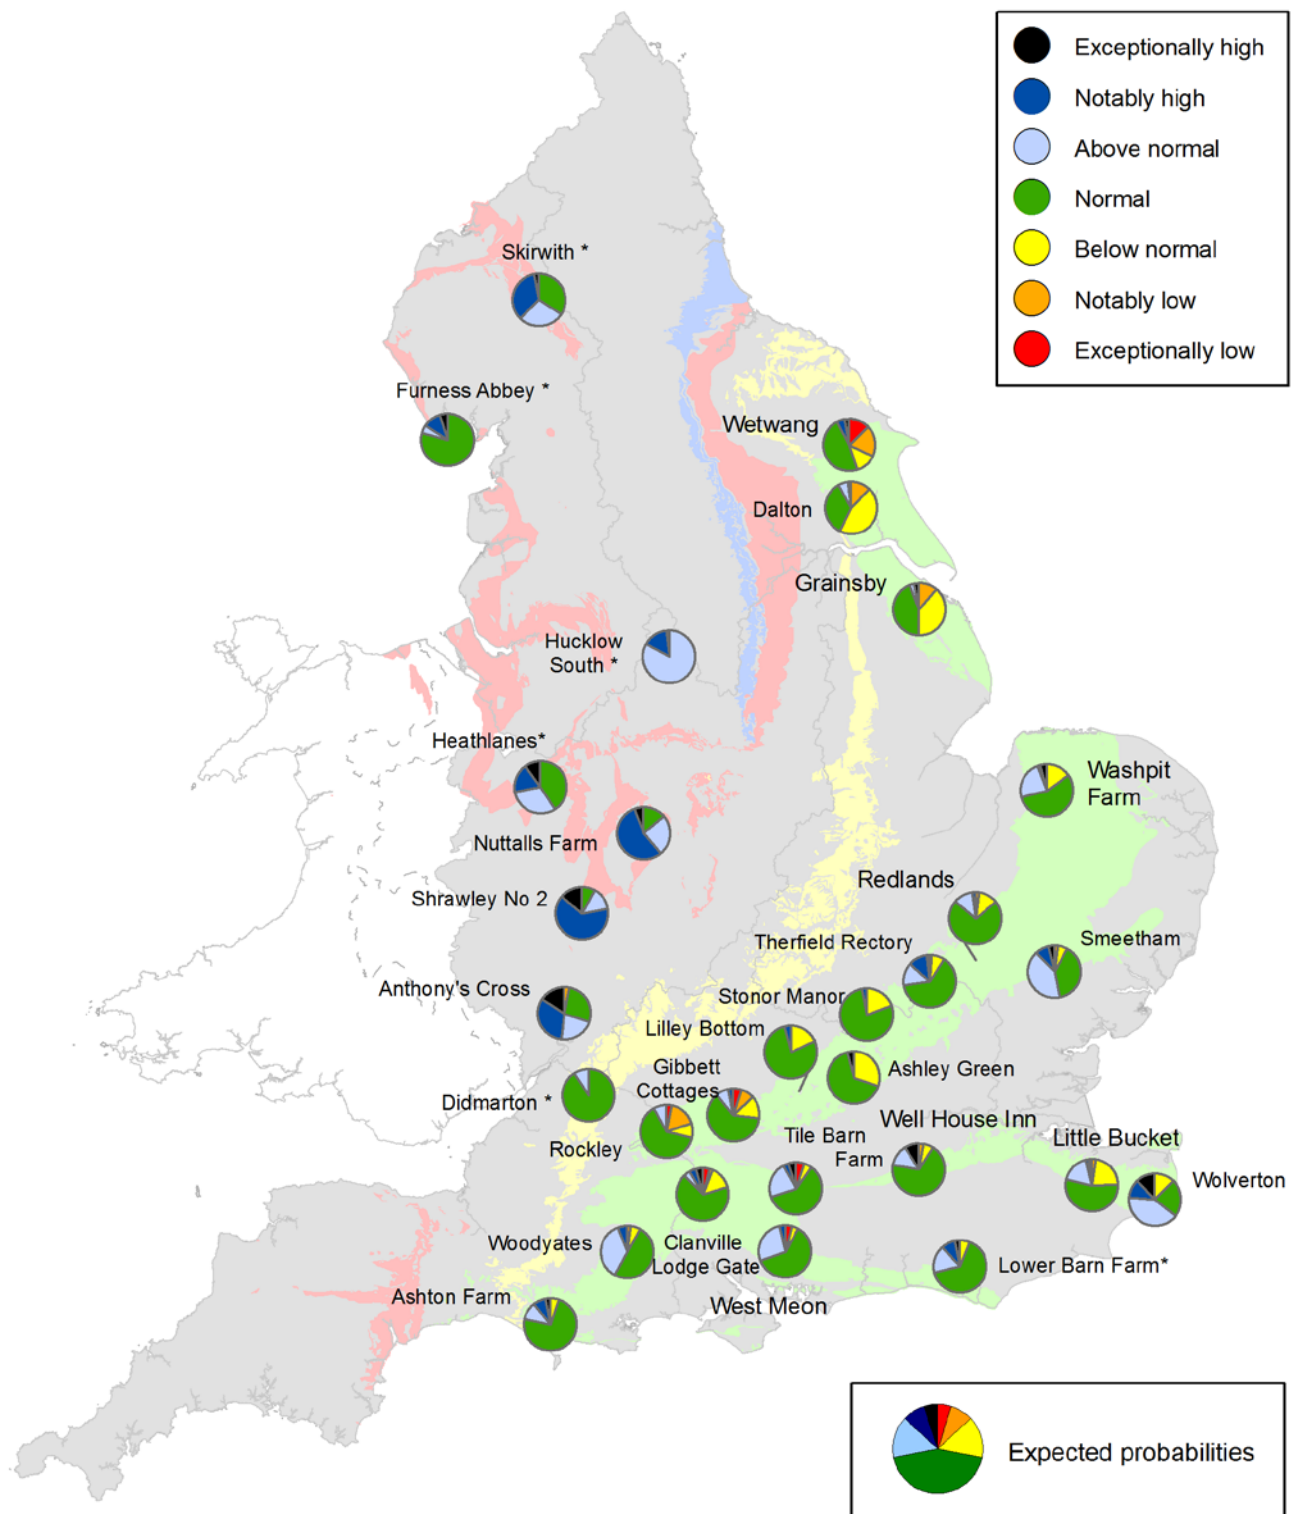 Exceptionally high
Notably high
Above normal
Normal
Below normal
Notably low
Exceptionally low
Skirwith *
Furness Abbey *
Wetwang
Dalton
Grainsby
Hucklow
South *
Heathlanes*
Washpit
Farm
Nuttalls Farm
Redlands
Shrawley No 2
Therfield Rectory
Smeetham
Anthony's Cross
Stonor Manor
Lilley Bottom
Gibbett
Cottages
Ashley Green
Didmarton *
Well House Inn
Tile Barn
Farm
Little Bucket
Rockley
Wolverton
Woodyates
Clanville
Lodge Gate
Lower Barn Farm*
Ashton Farm
West Meon
Expected probabilities